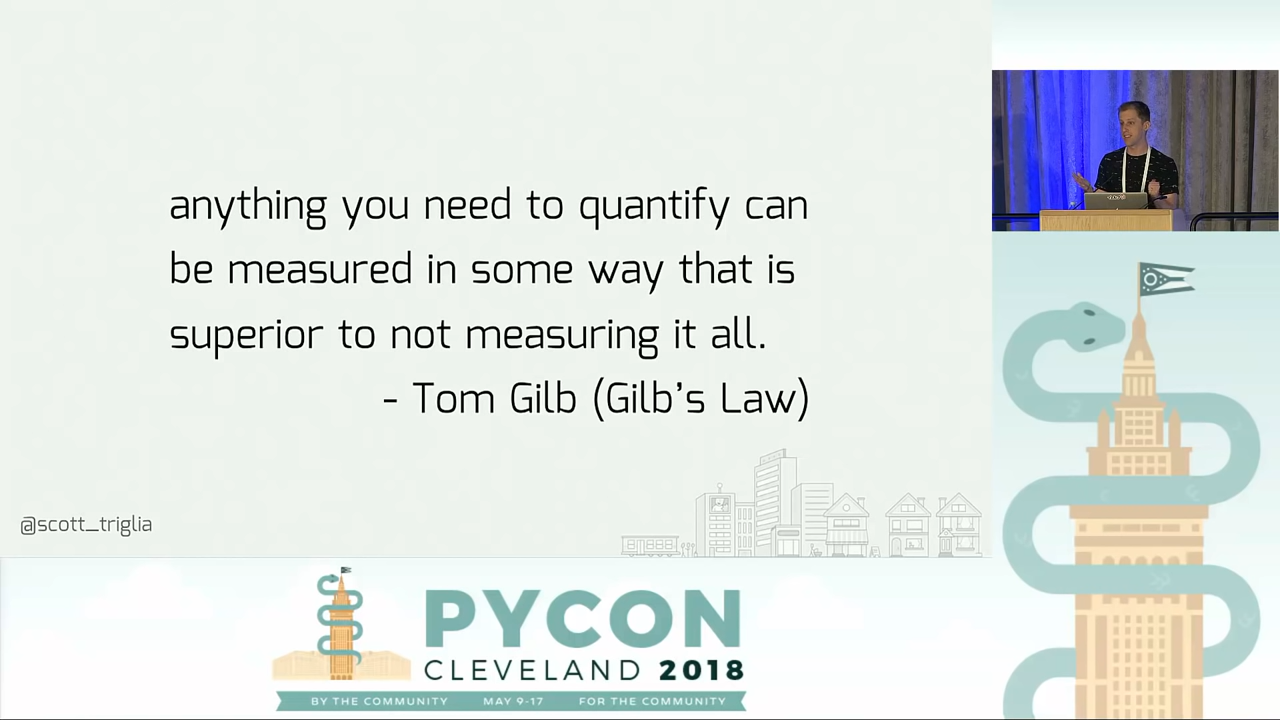 anything you need to quantify can
be measured in some way that is
superior to not measuring it all.
- Tom Gilb (Gilb's Law)
@scott_triglia
PYCON
CLEVELAND 2018
BY THE COMMUNITY MAY 9-17 FOR THE COMMUNITY